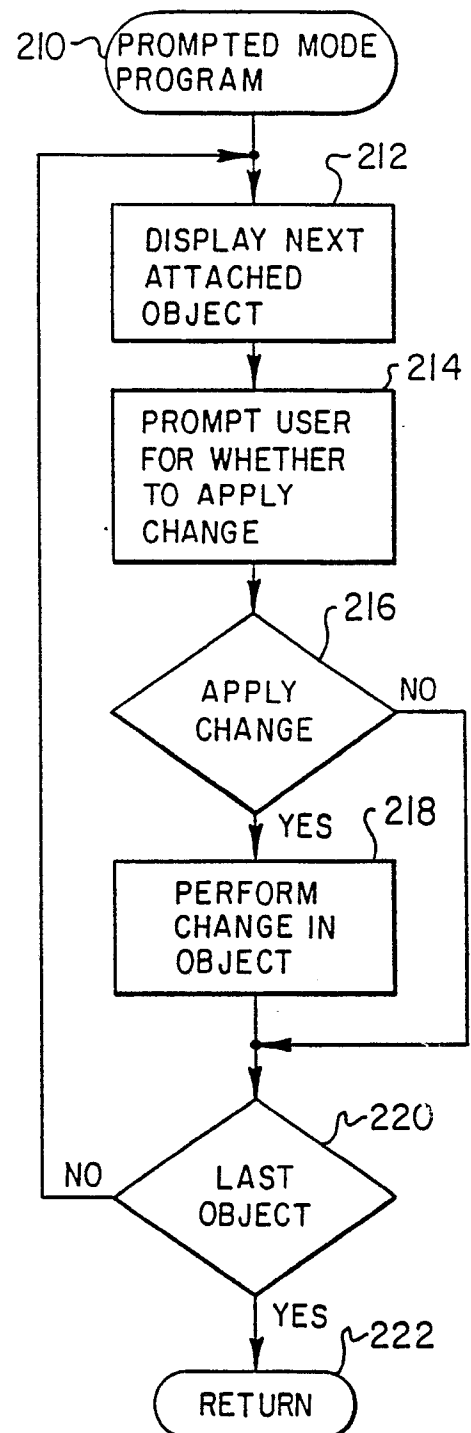 210
PROMPTED MODE
PROGRAM
212
DISPLAY NEXT
ATTACHED
OBJECT
214
PROMPT USER
FOR WHETHER
TO APPLY
CHANGE
216
APPLY
CHANGE
NO
YES
218
PERFORM
CHANGE IN
OBJECT
220
NO
LAST
OBJECT
YES
222
RETURN